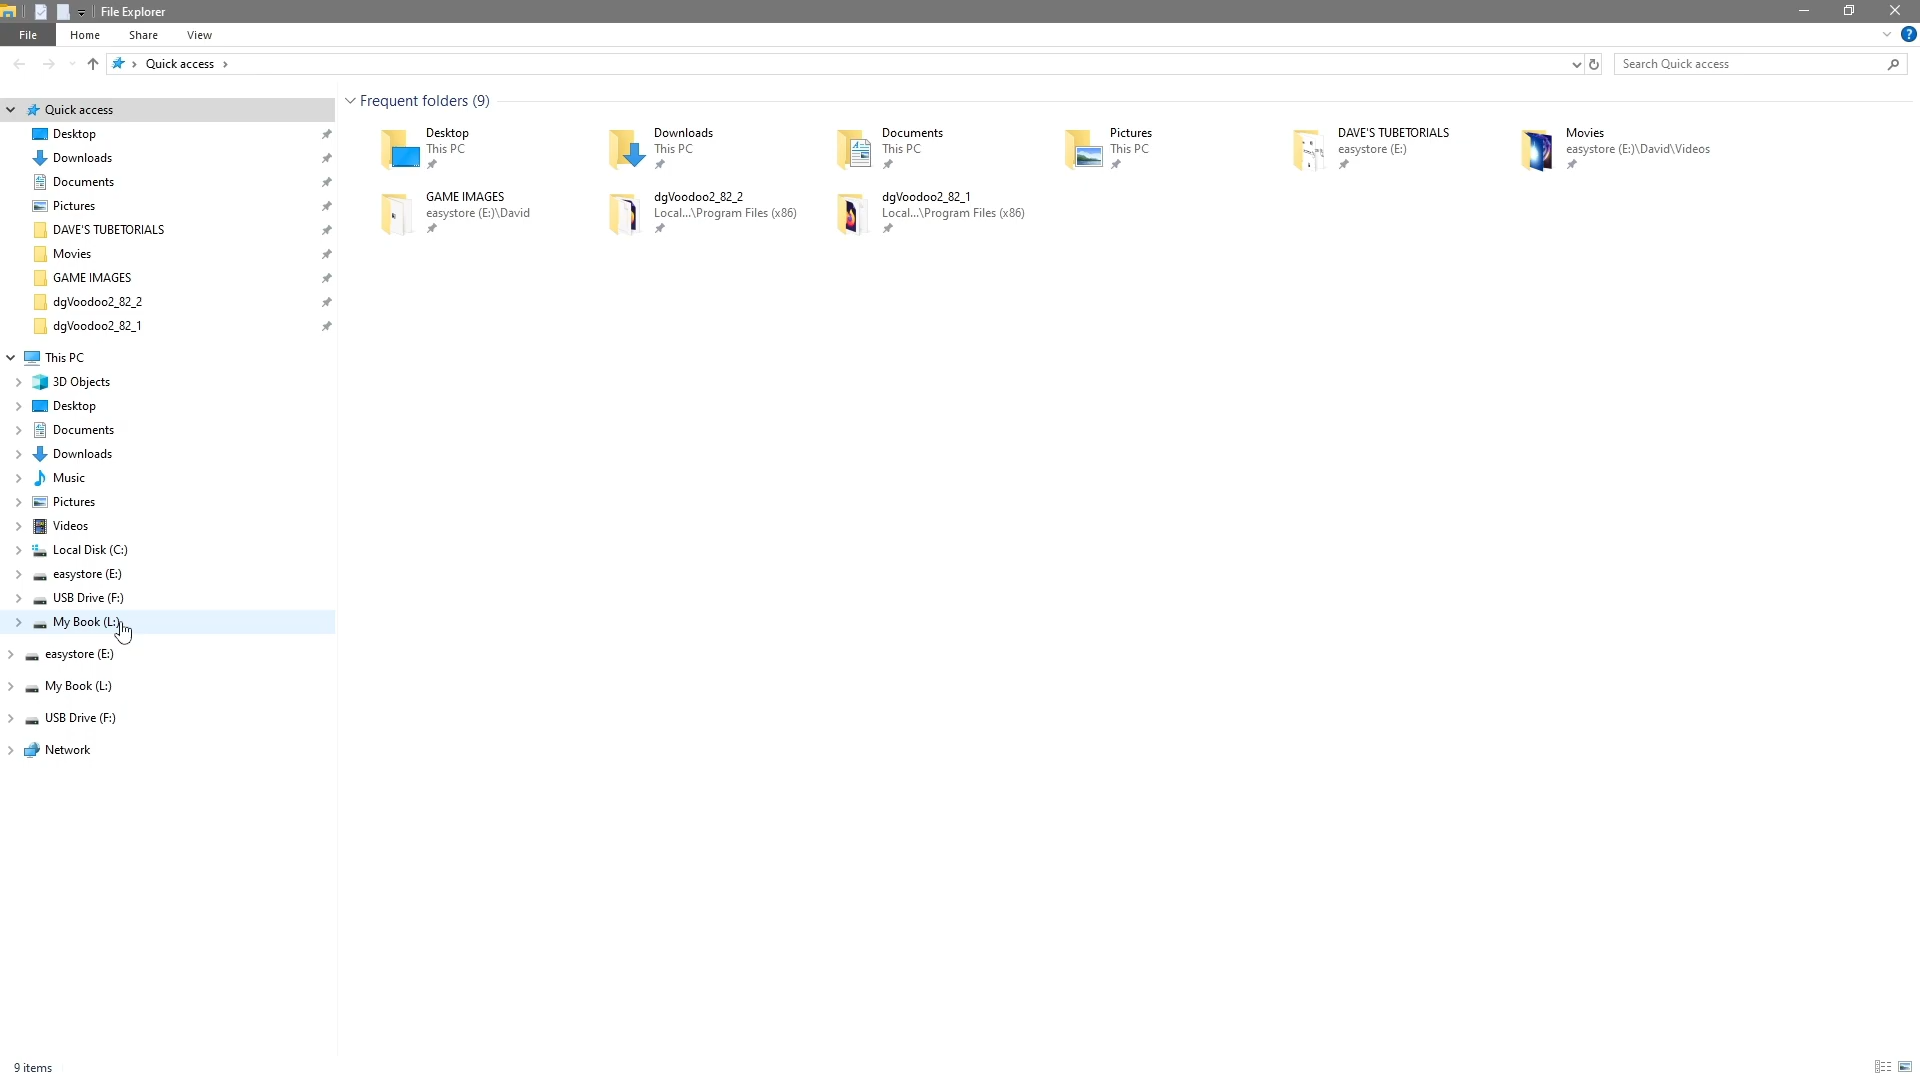 File Explorer
File Home Share View
Quick access
Search Quick access
Quick access
Desktop
Downloads
Documents
Pictures
DAVE'S TUBETORIALS
Movies
GAME IMAGES
dgVoodoo2_82_2
dgVoodoo2_82_1
This PC
3D Objects
Desktop
Documents
Downloads
Music
Pictures
Videos
Local Disk (C:)
easystore (E:)
USB Drive (F:)
My Book (L:)
easystore (E:)
My Book (L:)
USB Drive (F:)
Network
Frequent folders (9)
Desktop
This PC
Downloads
This PC
Documents
This PC
Pictures
This PC
DAVE'S TUBETORIALS
easystore (E:)
Movies
easystore (E:)\David\Videos
GAME IMAGES
easystore (E:)\David
dgVoodoo2_82_2
Local...\Program Files (x86)
dgVoodoo2_82_1
Local...\Program Files (x86)
9 items